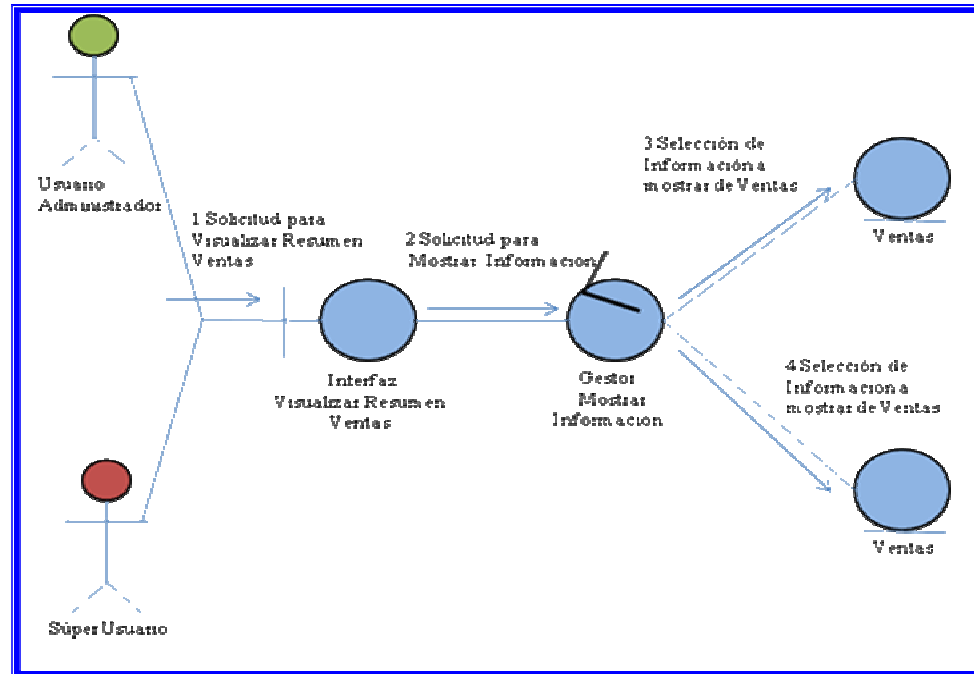 Usuario
Administrador
1 Solicitud para
Visualizar Resumen
Ventas
2 Solicitud para
Mostrar Informacion
3 Selección de
Información a
mostrar de Ventas
Ventas
Interfaz
Visualizar Resumen
Ventas
Gestor
Mostrar
Información
4 Selección de
Información a
mostrar de Ventas
Ventas
Súper Usuario